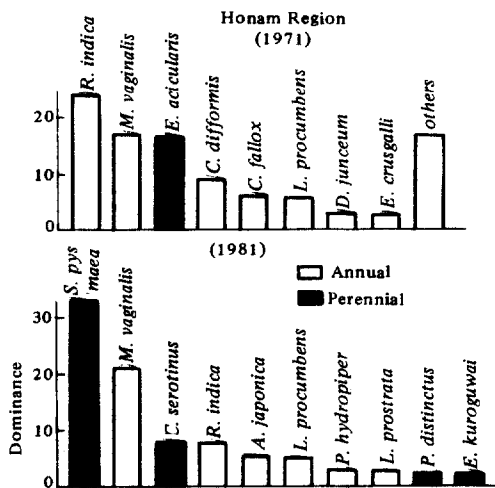 Honam Region
(1971)
R. indica
M. vaginalis
E. acicularis
C. difformis
C. fallox
L. procumbens
D. junceum
E. crusgalli
others
20
10
0
(1981)
Annual
Perennial
S. pys
maea
M. vaginalis
C. serotinus
R. indica
A. japonica
L. procumbens
P. hydropiper
L. prostrata
P. distinctus
E. kuroguwai
Dominance
30
20
10
0